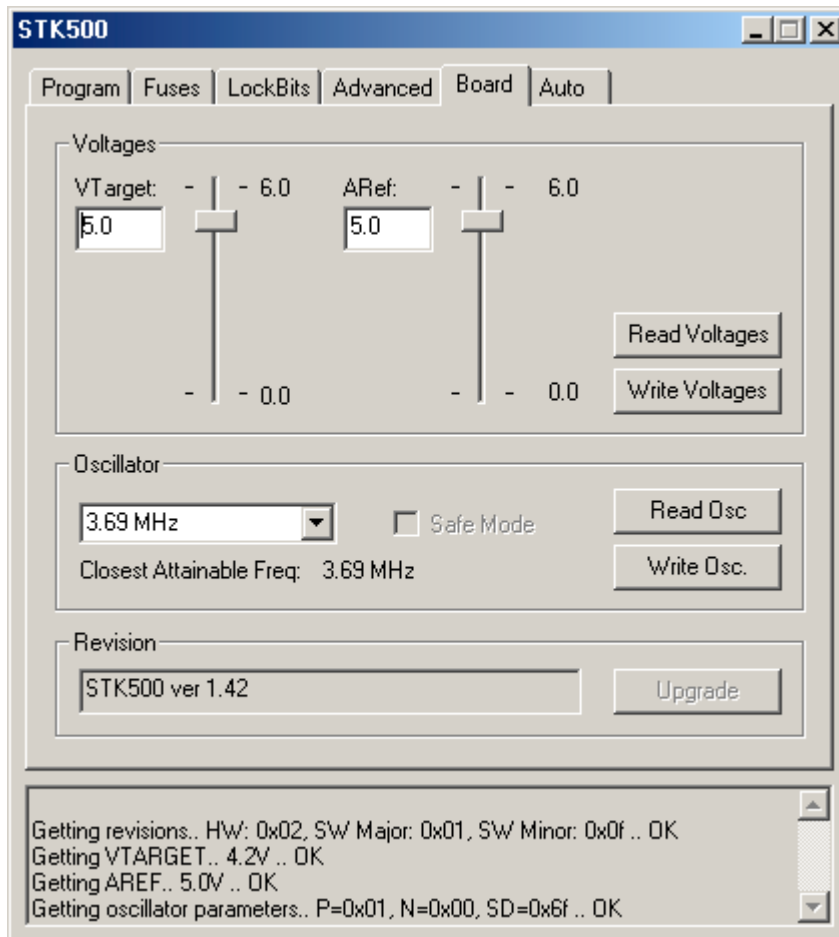 STK500
Program Fuses LockBits Advanced Board Auto
Voltages
VTarget: - - 6.0 ARef: - - 6.0
5.0 5.0
Read Voltages
- - 0.0 - - 0.0 Write Voltages
Oscillator
3.69 MHz Safe Mode Read Osc
Closest Attainable Freq: 3.69 MHz Write Osc.
Revision
STK500 ver 1.42 Upgrade
Getting revisions.. HW: 0x02, SW Major: 0x01, SW Minor: 0x0f .. OK
Getting VTARGET.. 4.2V .. OK
Getting AREF.. 5.0V .. OK
Getting oscillator parameters.. P=0x01, N=0x00, SD=0x6f .. OK